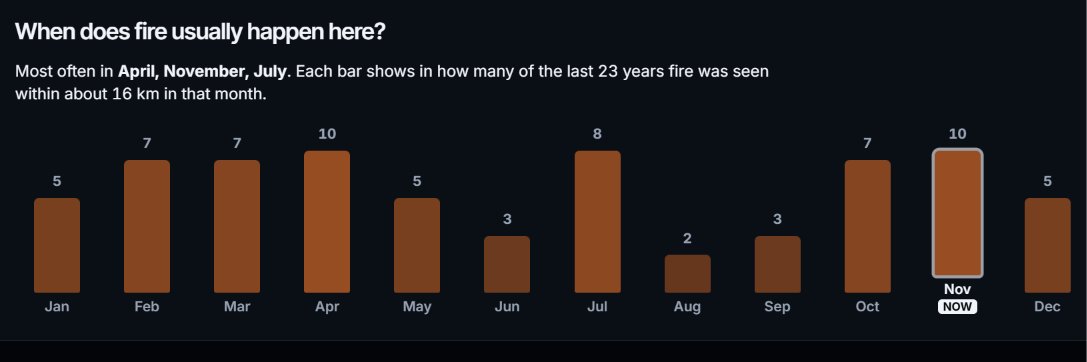 When does fire usually happen here?
Most often in April, November, July. Each bar shows in how many of the last 23 years fire was seen
within about 16 km in that month.
5 7 7 10 5 3 8 2 3 7 10 5
Jan Feb Mar Apr May Jun Jul Aug Sep Oct Nov Dec
NOW